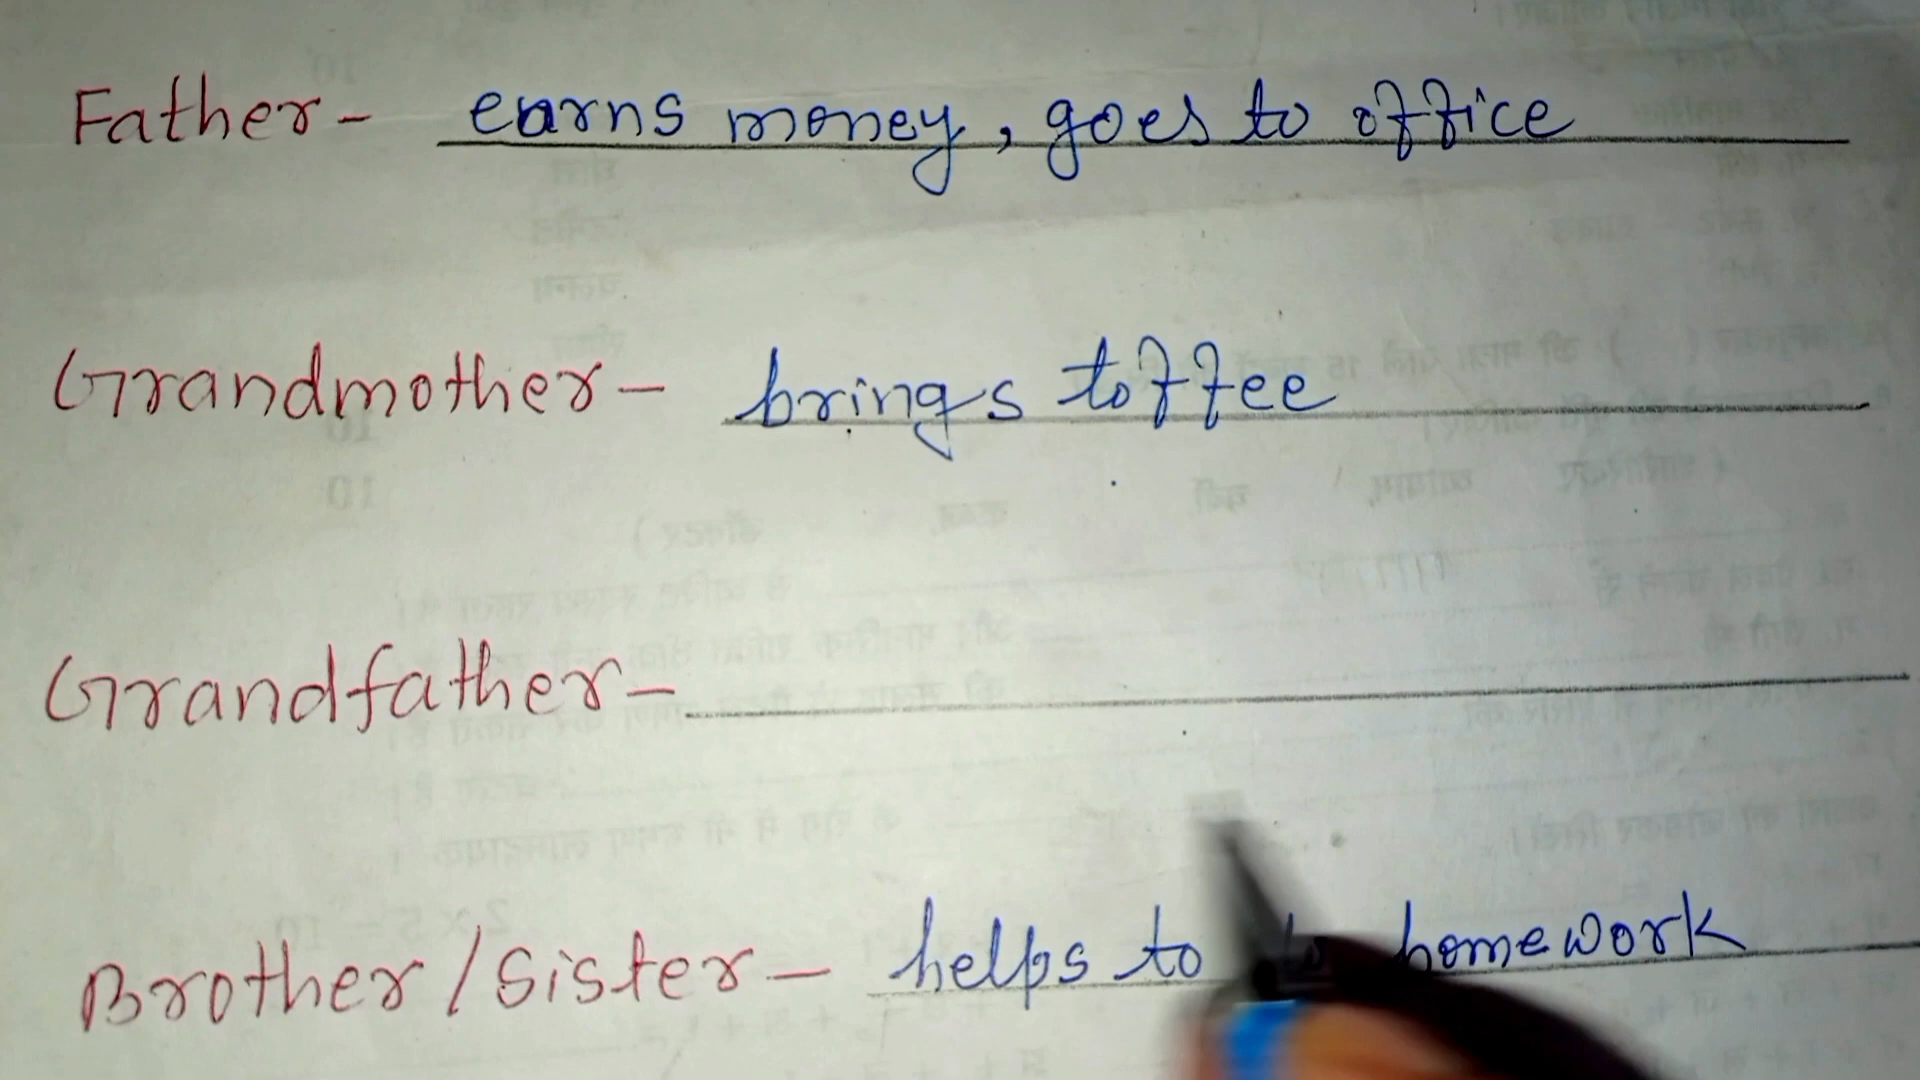 Father- earns money, goes to office
Grandmother- brings toffee
Grandfather-
Brother/Sister- helps to homework